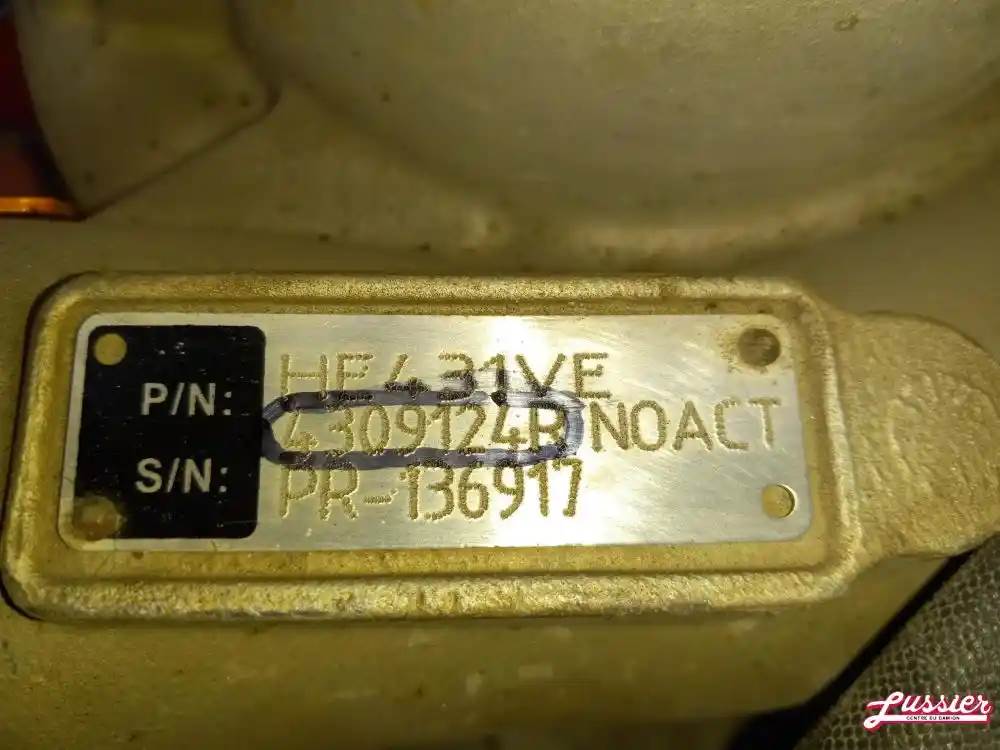 HE431VE
P/N: 4309124R NOACT
S/N: PR-136917
Lussier
CENTRE DU CAMION